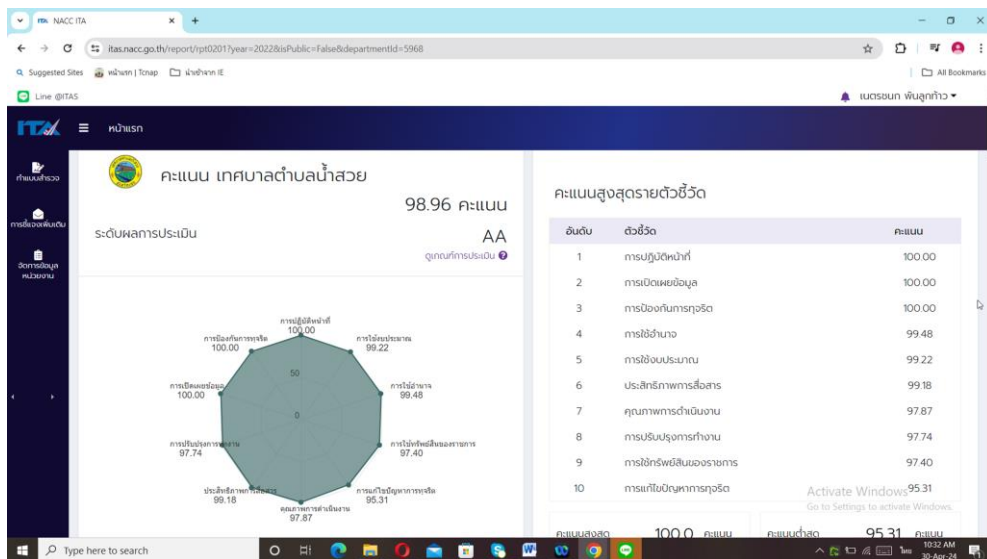 ITA NACC ITA
itas.nacc.go.th/report/rpt0201?year=2022&isPublic=False&departmentId=5968
Suggested Sites
หน้าแรก | Tcnap
นำเข้าจาก IE
All Bookmarks
Line @ITAS
เนตรชนก พันลูกท้าว
ITA
หน้าแรก
ทำแบบสำรวจ
การชี้แจงเพิ่มเติม
จัดการข้อมูล
หน่วยงาน
คะแนน เทศบาลตำบลน้ำสวย
98.96 คะแนน
ระดับผลการประเมิน
AA
ดูเกณฑ์การประเมิน
การปฏิบัติหน้าที่
100.00
การใช้งบประมาณ
99.22
การใช้อำนาจ
99.48
การใช้ทรัพย์สินของราชการ
97.40
การแก้ไขปัญหาการทุจริต
95.31
คุณภาพการดำเนินงาน
97.87
ประสิทธิภาพการสื่อสาร
99.18
การปรับปรุงการทำงาน
97.74
การเปิดเผยข้อมูล
100.00
การป้องกันการทุจริต
100.00
50
0
คะแนนสูงสุดรายตัวชี้วัด
อันดับ ตัวชี้วัด คะแนน
1 การปฏิบัติหน้าที่ 100.00
2 การเปิดเผยข้อมูล 100.00
3 การป้องกันการทุจริต 100.00
4 การใช้อำนาจ 99.48
5 การใช้งบประมาณ 99.22
6 ประสิทธิภาพการสื่อสาร 99.18
7 คุณภาพการดำเนินงาน 97.87
8 การปรับปรุงการทำงาน 97.74
9 การใช้ทรัพย์สินของราชการ 97.40
10 การแก้ไขปัญหาการทุจริต 95.31
Activate Windows
Go to Settings to activate Windows.
คะแนนสูงสุด 100.0 คะแนน
คะแนนต่ำสุด 95.31 คะแนน
Type here to search
ไทย
10:32 AM
30-Apr-24